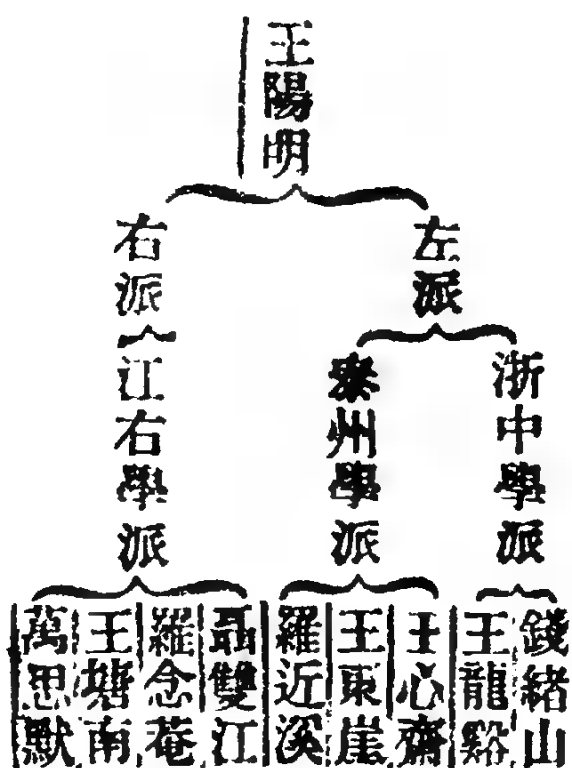 王陽明
左派
浙中學派
錢緒山
王龍谿
泰州學派
王心齋
王東崖
羅近溪
右派
江右學派
聶雙江
羅念菴
王塘南
萬思默